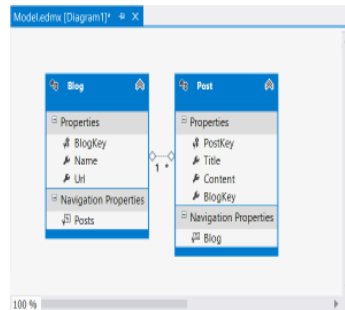 Model.edmx [Diagram1]*
Blog
Properties
BlogKey
Name
Url
Navigation Properties
Posts
1 *
Post
Properties
PostKey
Title
Content
BlogKey
Navigation Properties
Blog
100 %